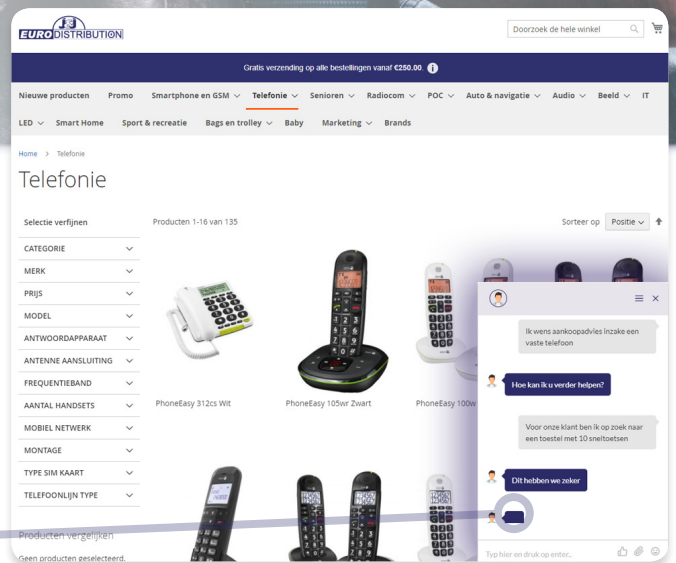 EURODISTRIBUTION
Doorzoek de hele winkel
Gratis verzending op alle bestellingen vanaf €250.00
Nieuwe producten Promo Smartphone en GSM Telefonie Senioren Radiocom POC Auto & navigatie Audio Beeld IT
LED Smart Home Sport & recreatie Bags en trolley Baby Marketing Brands
Home > Telefonie
Telefonie
Selectie verfijnen
Producten 1-16 van 135
Sorteer op Positie
CATEGORIE
MERK
PRIJS
MODEL
ANTWOORDAPPARAAT
ANTENNE AANSLUITING
FREQUENTIEBAND
AANTAL HANDSETS
MOBIEL NETWERK
MONTAGE
TYPE SIM KAART
TELEFOONLIJN TYPE
PhoneEasy 312cs Wit
PhoneEasy 105wr Zwart
PhoneEasy 100w
Ik wens aankoopadvies inzake een
vaste telefoon
Hoe kan ik u verder helpen?
Voor onze klant ben ik op zoek naar
een toestel met 10 sneltoetsen
Dit hebben we zeker
Typ hier en druk op enter..
Producten vergelijken
Geen producten geselecteerd.